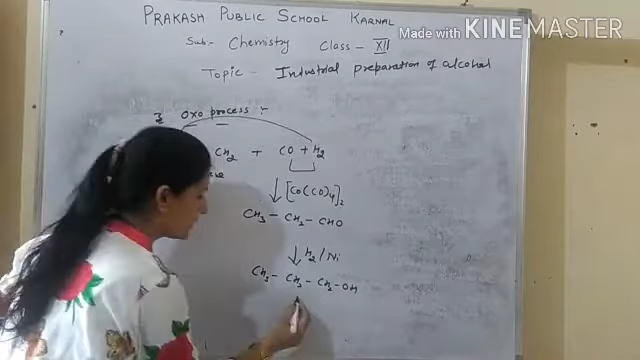 PRAKASH PUBLIC SCHOOL KARNAL
Made with KINEMASTER
Sub:- Chemistry Class - XII
Topic - Industrial preparation of alcohol
3 Oxo process :-
CH2 + CO + H2
[Co(CO)4]2
CH3 - CH2 - CHO
H2/Ni
CH3 - CH2 - CH2 - OH